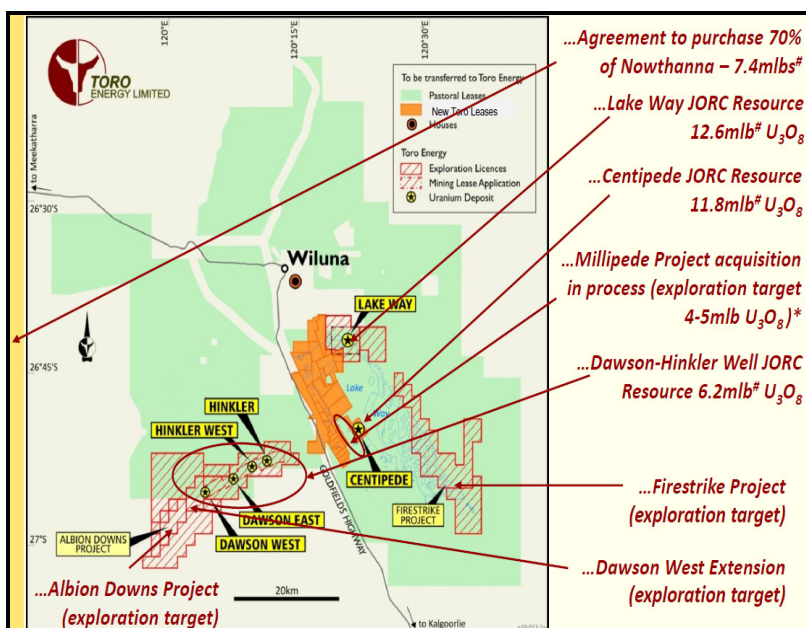 TORO
ENERGY LIMITED
120°E
120°15'E
120°30'E
To be transferred to Toro Energy
Pastoral Leases
New Toro Leases
Houses
Toro Energy
Exploration Licences
Mining Lease Application
Uranium Deposit
to Meekatharra
26°30'S
Wiluna
LAKE WAY
26°45'S
Lake
Way
HINKLER
HINKLER WEST
CENTIPEDE
GOLDFIELDS HIGHWAY
FIRESTRIKE
PROJECT
DAWSON EAST
DAWSON WEST
ALBION DOWNS
PROJECT
27°S
20km
to Kalgoorlie
...Agreement to purchase 70%
of Nowthanna – 7.4mlbs#
...Lake Way JORC Resource
12.6mlb# U3O8
...Centipede JORC Resource
11.8mlb# U3O8
...Millipede Project acquisition
in process (exploration target
4-5mlb U3O8)*
...Dawson-Hinkler Well JORC
Resource 6.2mlb# U3O8
...Firestrike Project
(exploration target)
...Dawson West Extension
(exploration target)
...Albion Downs Project
(exploration target)